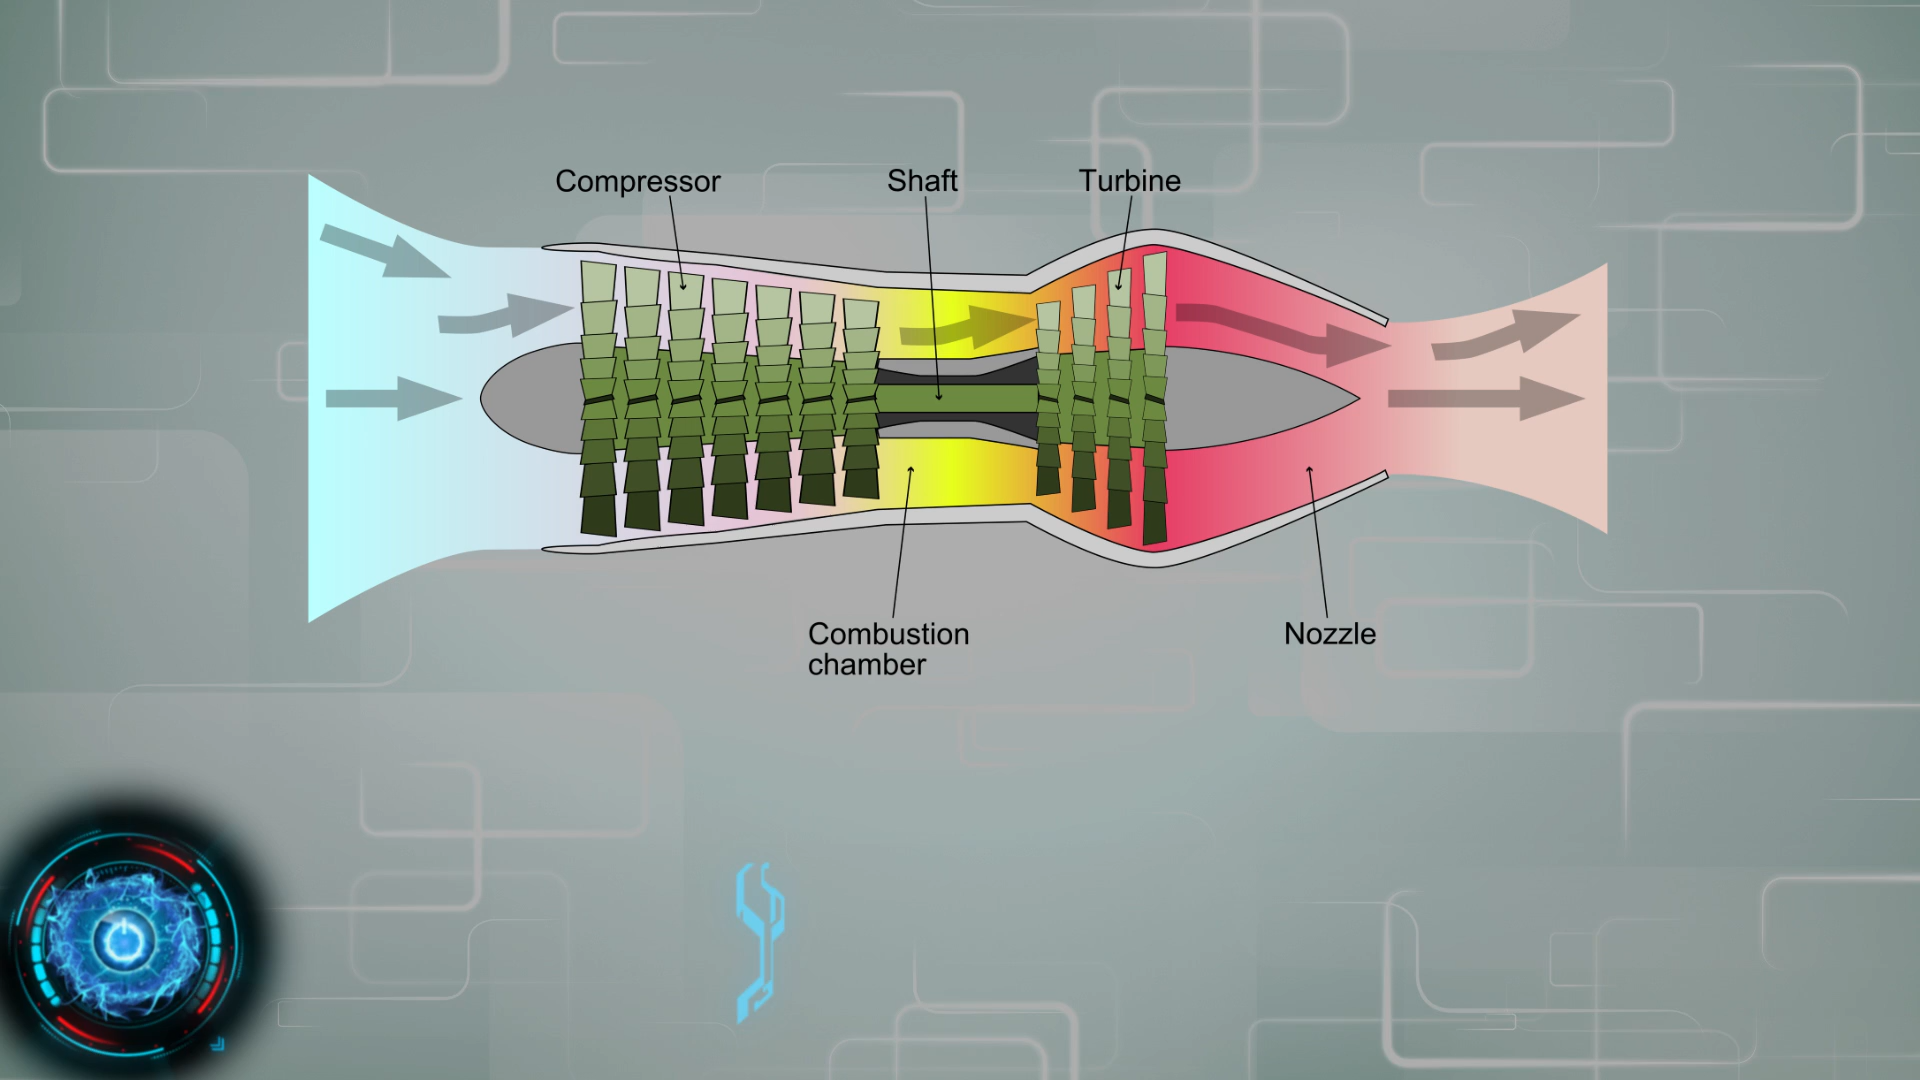 Compressor
Shaft
Turbine
Combustion
chamber
Nozzle